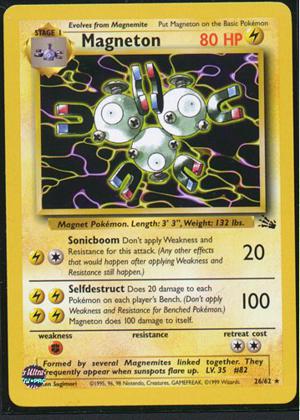 Evolves from Magnemite Put Magneton on the Basic Pokémon
STAGE 1
Magneton 80 HP
Magnet Pokémon. Length: 3' 3", Weight: 132 lbs.
Sonicboom Don't apply Weakness and
Resistance for this attack. (Any other effects
that would happen after applying Weakness and
Resistance still happen.)
20
Selfdestruct Does 20 damage to each
Pokémon on each player's Bench. (Don't apply
Weakness and Resistance for Benched Pokémon.)
Magneton does 100 damage to itself.
100
weakness resistance retreat cost
Formed by several Magnemites linked together. They
frequently appear when sunspots flare up. LV. 35 #82
Sugimori ©1995, 96, 98 Nintendo, Creatures, GAMEFREAK. ©1999 Wizards. 26/62